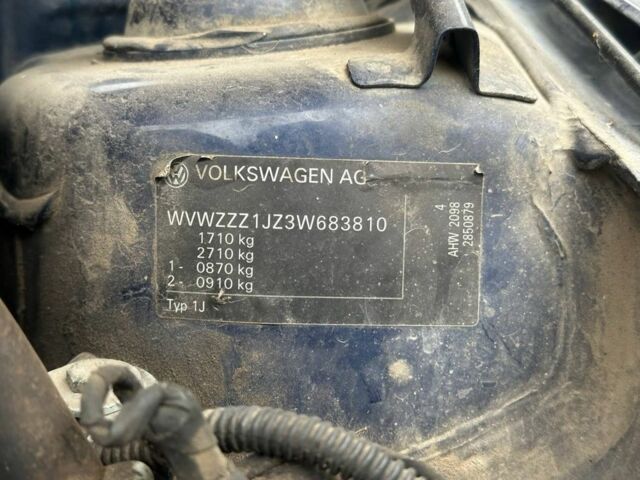 VOLKSWAGEN AG
WVWZZZ1JZ3W683810
1710 kg
2710 kg
1- 0870 kg
2- 0910 kg
Typ 1J
4
AHW 2098
2850879